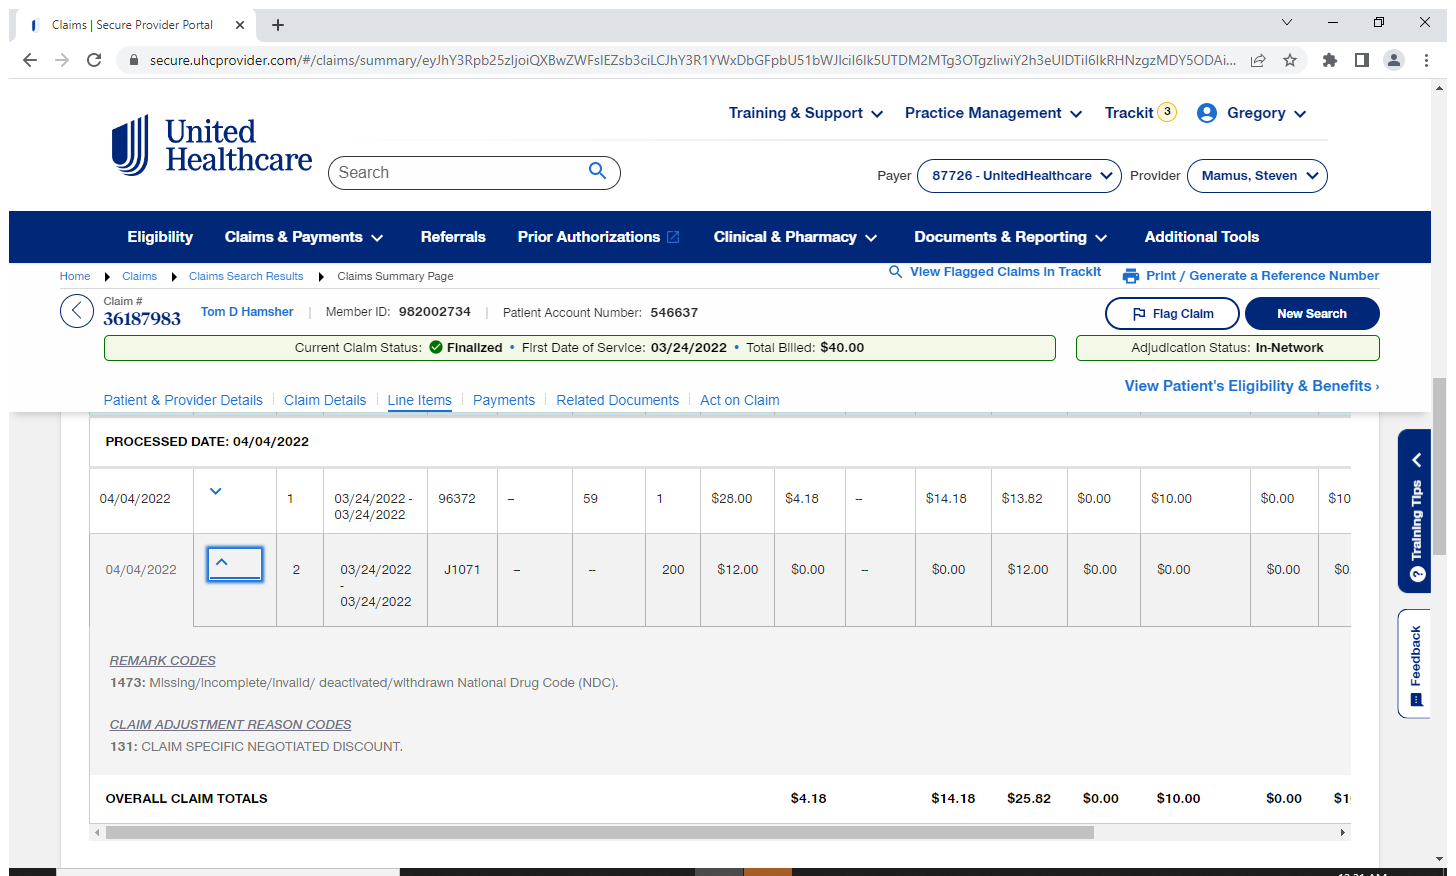 Claims | Secure Provider Portal
secure.uhcprovider.com/#/claims/summary/eyJhY3Rpb25zIjoiQXBwZWFsIEZsb3ciLCJhY3R1YWxDbGFpbU51bWJlciI6Ik5UTDM2MTg3OTgzIiwiY2h3eUlDTiI6IkRHNzgzMDY5ODAi...
Training & Support Practice Management Trackit 3 Gregory
United
Healthcare
Search
Payer 87726 - UnitedHealthcare Provider Mamus, Steven
Eligibility Claims & Payments Referrals Prior Authorizations Clinical & Pharmacy Documents & Reporting Additional Tools
Home Claims Claims Search Results Claims Summary Page View Flagged Claims in TrackIt Print / Generate a Reference Number
Claim #
36187983 Tom D Hamsher | Member ID: 982002734 | Patient Account Number: 546637 Flag Claim New Search
Current Claim Status: Finalized • First Date of Service: 03/24/2022 • Total Billed: $40.00 Adjudication Status: In-Network
View Patient's Eligibility & Benefits ›
Patient & Provider Details Claim Details Line Items Payments Related Documents Act on Claim
PROCESSED DATE: 04/04/2022
04/04/2022 1 03/24/2022 - 96372 -- 59 1 $28.00 $4.18 -- $14.18 $13.82 $0.00 $10.00 $0.00 $10
03/24/2022
04/04/2022 2 03/24/2022 J1071 -- -- 200 $12.00 $0.00 -- $0.00 $12.00 $0.00 $0.00 $0.00 $0.
-
03/24/2022
REMARK CODES
1473: Missing/incomplete/invalid/ deactivated/withdrawn National Drug Code (NDC).
CLAIM ADJUSTMENT REASON CODES
131: CLAIM SPECIFIC NEGOTIATED DISCOUNT.
OVERALL CLAIM TOTALS $4.18 $14.18 $25.82 $0.00 $10.00 $0.00 $1
Training Tips
Feedback